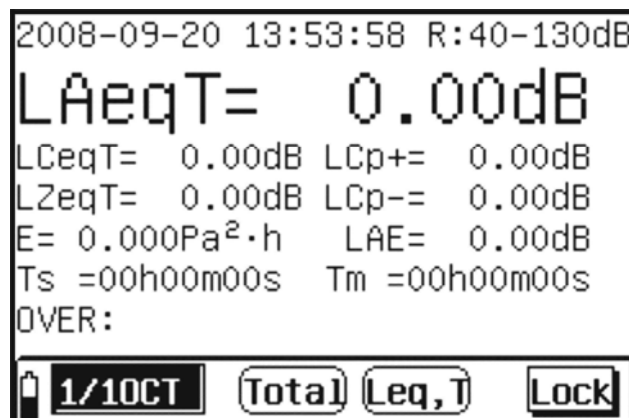 2008-09-20 13:53:58 R:40-130dB
LAeqT= 0.00dB
LCeqT= 0.00dB LCp+= 0.00dB
LZeqT= 0.00dB LCp-= 0.00dB
E= 0.000Pa²·h LAE= 0.00dB
Ts =00h00m00s Tm =00h00m00s
OVER:
1/1OCT Total Leq,T Lock